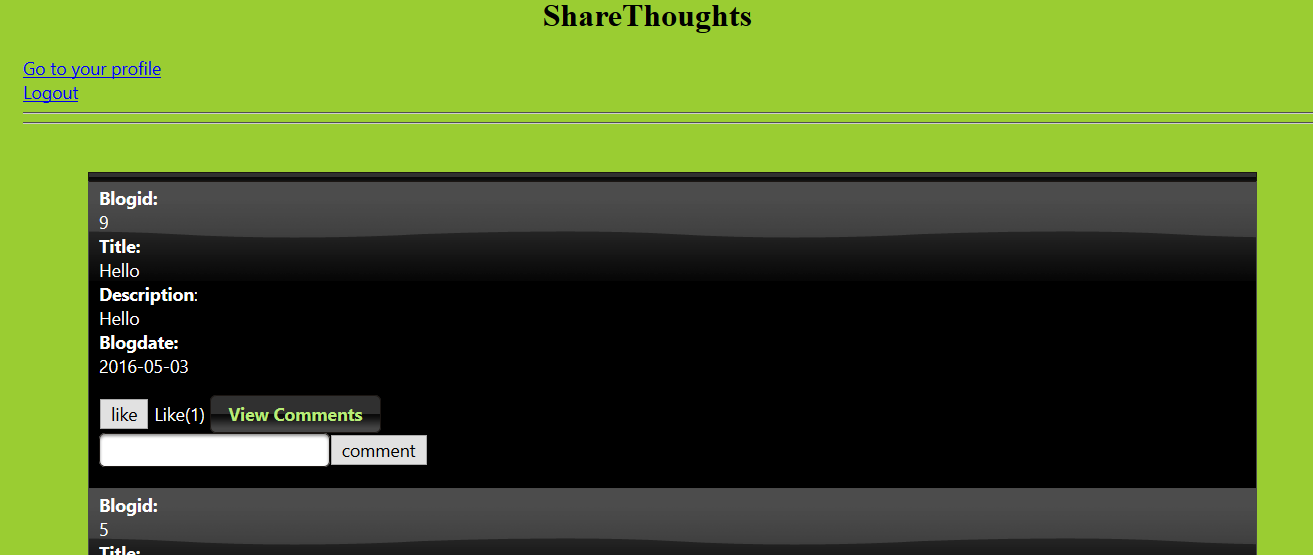 ShareThoughts
Go to your profile
Logout
Blogid:
9
Title:
Hello
Description:
Hello
Blogdate:
2016-05-03
like Like(1) View Comments
comment
Blogid:
5
Title: